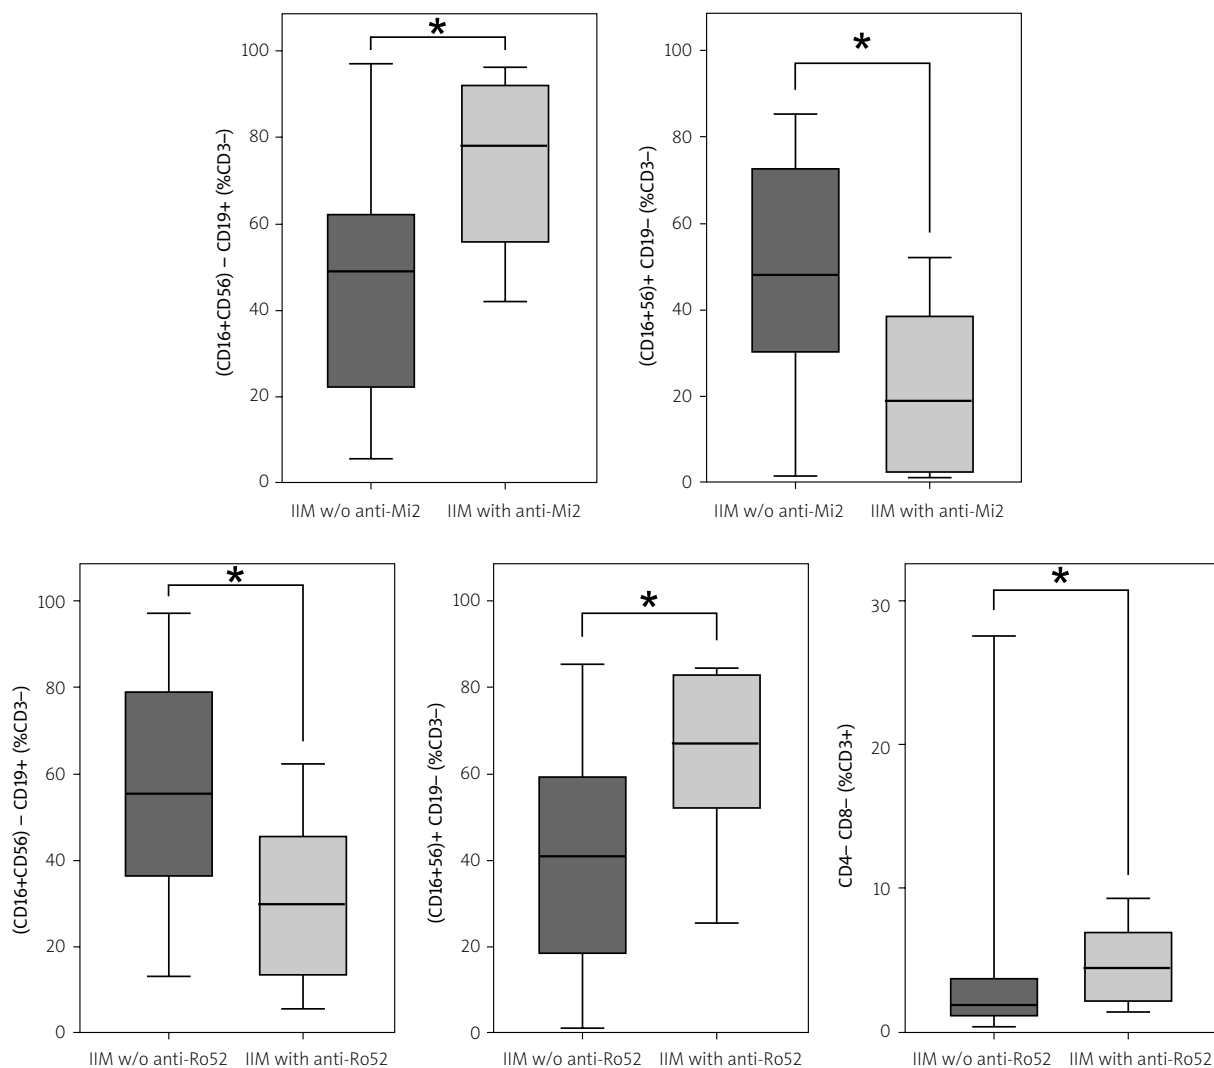 (CD16+CD56) – CD19+ (%CD3–)
100
80
60
40
20
0
*
IIM w/o anti-Mi2
IIM with anti-Mi2
(CD16+56)+ CD19– (%CD3–)
100
80
60
40
20
0
*
IIM w/o anti-Mi2
IIM with anti-Mi2
(CD16+CD56) – CD19+ (%CD3–)
100
80
60
40
20
0
*
IIM w/o anti-Ro52
IIM with anti-Ro52
(CD16+56)+ CD19– (%CD3–)
100
80
60
40
20
0
*
IIM w/o anti-Ro52
IIM with anti-Ro52
CD4– CD8– (%CD3+)
30
20
10
0
*
IIM w/o anti-Ro52
IIM with anti-Ro52